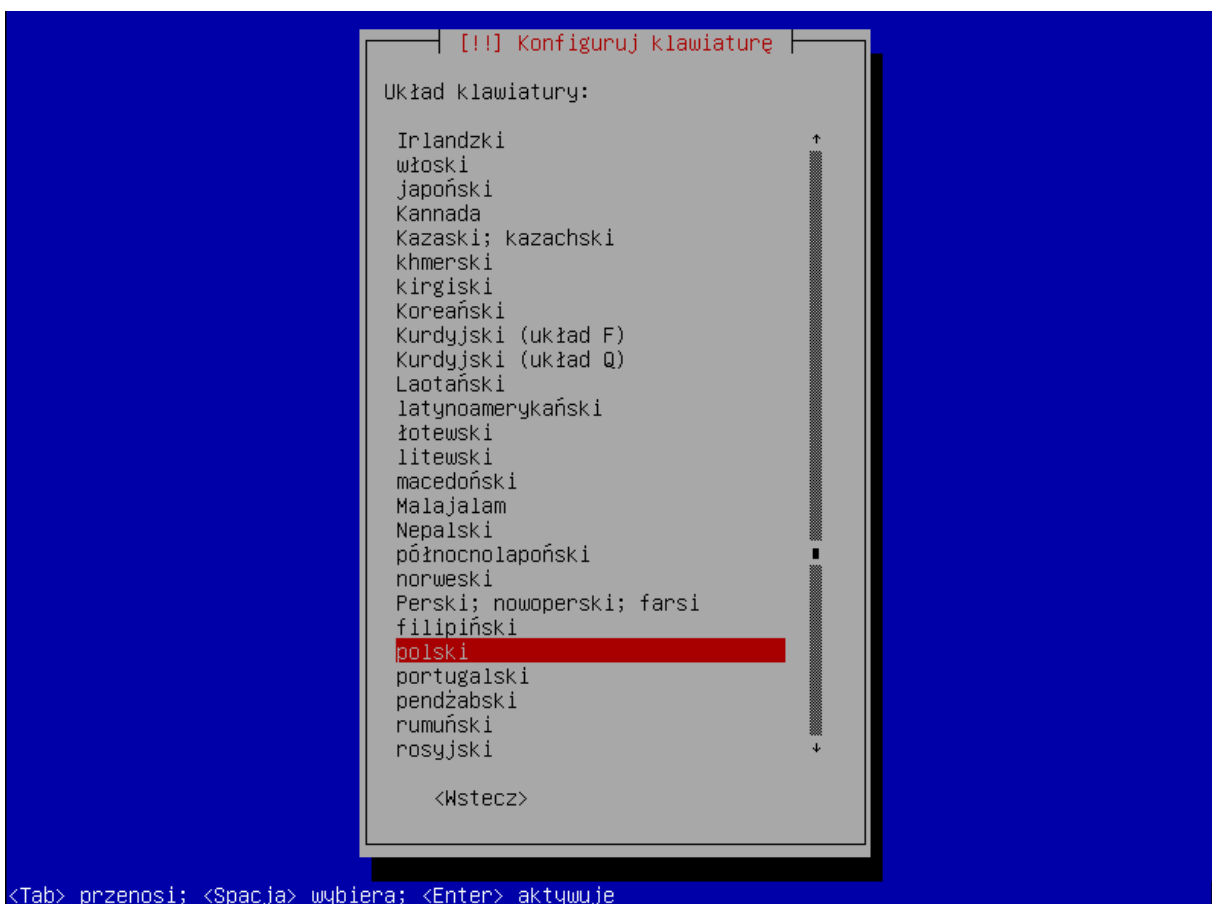 [!!] Konfiguruj klawiaturę
Układ klawiatury:
Irlandzki
włoski
japoński
Kannada
Kazaski; kazachski
khmerski
kirgiski
Koreański
Kurdyjski (układ F)
Kurdyjski (układ Q)
Laotański
latynoamerykański
łotewski
litewski
macedoński
Malajalam
Nepalski
północnolapoński
norweski
Perski; nowoperski; farsi
filipiński
polski
portugalski
pendżabski
rumuński
rosyjski
<Wstecz>
<Tab> przenosi; <Spacja> wybiera; <Enter> aktywuje